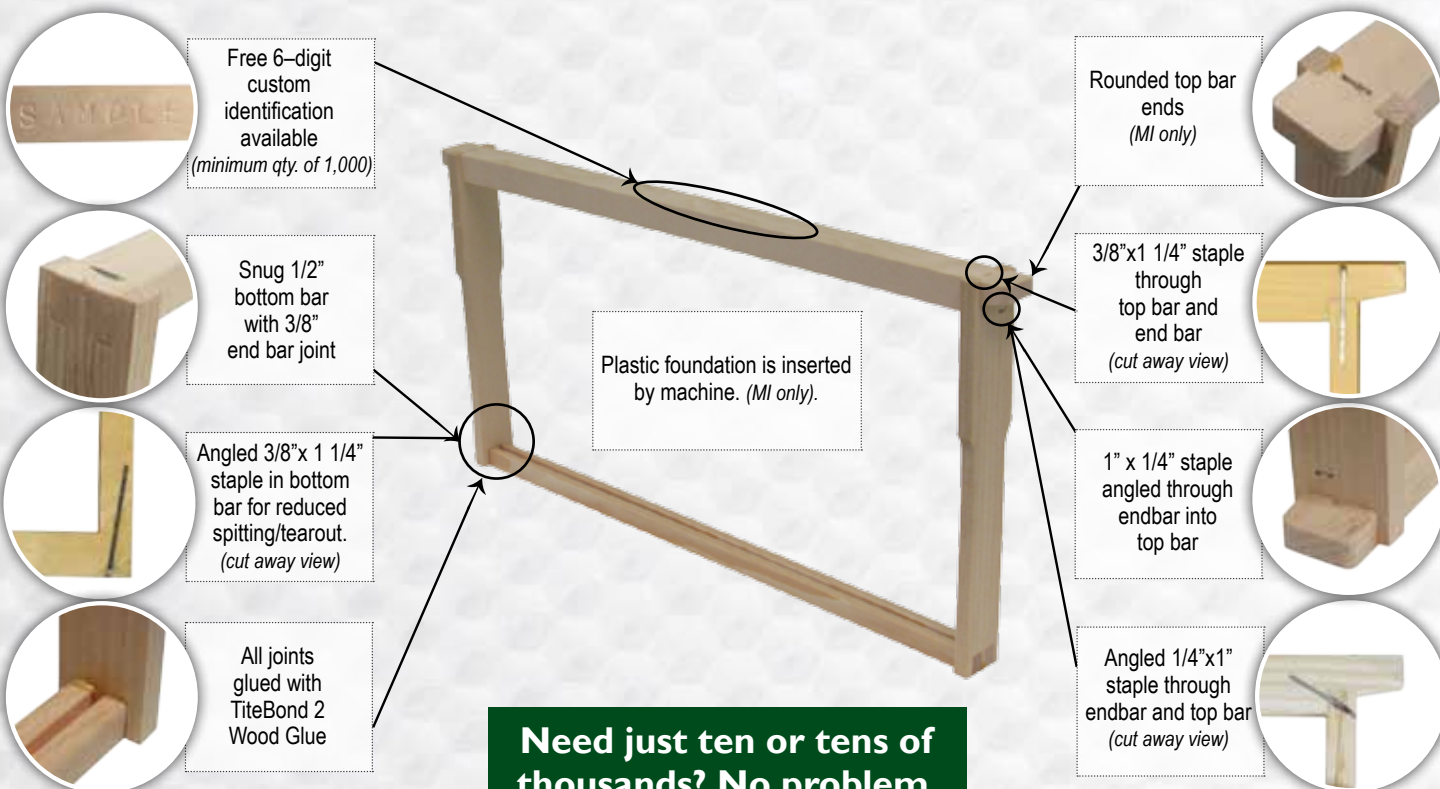 SAMPLE
Free 6–digit
custom
identification
available
(minimum qty. of 1,000)
Snug 1/2”
bottom bar
with 3/8”
end bar joint
Angled 3/8”x 1 1/4”
staple in bottom
bar for reduced
spitting/tearout.
(cut away view)
All joints
glued with
TiteBond 2
Wood Glue
Plastic foundation is inserted
by machine. (MI only).
Rounded top bar
ends
(MI only)
3/8”x1 1/4” staple
through
top bar and
end bar
(cut away view)
1” x 1/4” staple
angled through
endbar into
top bar
Angled 1/4”x1”
staple through
endbar and top bar
(cut away view)
Need just ten or tens of
thousands? No problem